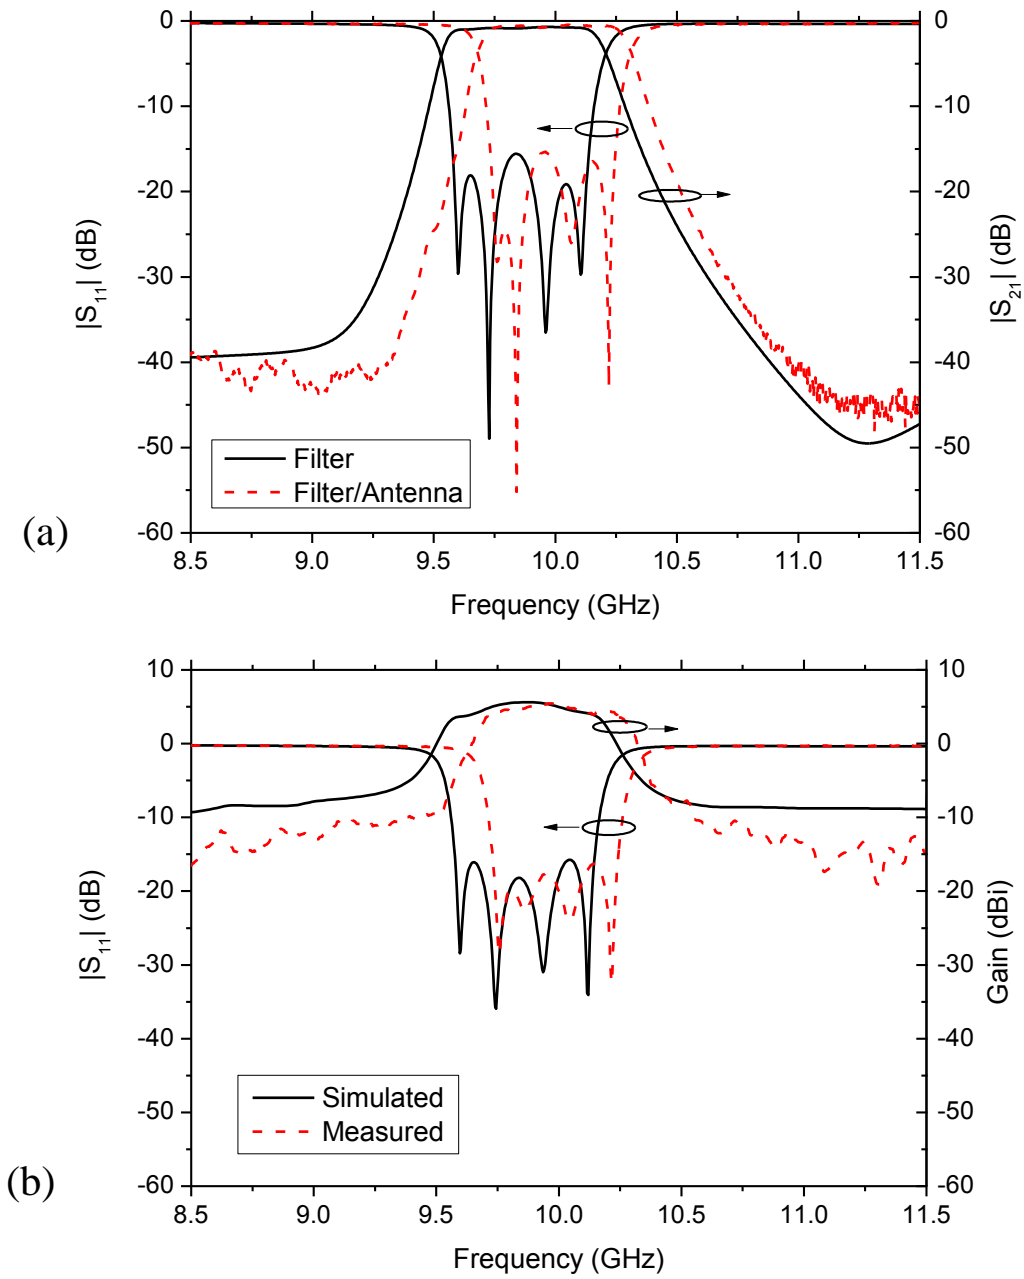 0
0
-10
-10
-20
-20
-30
-30
-40
-40
-50
-50
-60
-60
|S11| (dB)
|S21| (dB)
Filter
Filter/Antenna
(a)
8.5 9.0 9.5 10.0 10.5 11.0 11.5
Frequency (GHz)
10
10
0
0
-10
-10
-20
-20
-30
-30
-40
-40
-50
-50
-60
-60
|S11| (dB)
Gain (dBi)
Simulated
Measured
(b)
8.5 9.0 9.5 10.0 10.5 11.0 11.5
Frequency (GHz)